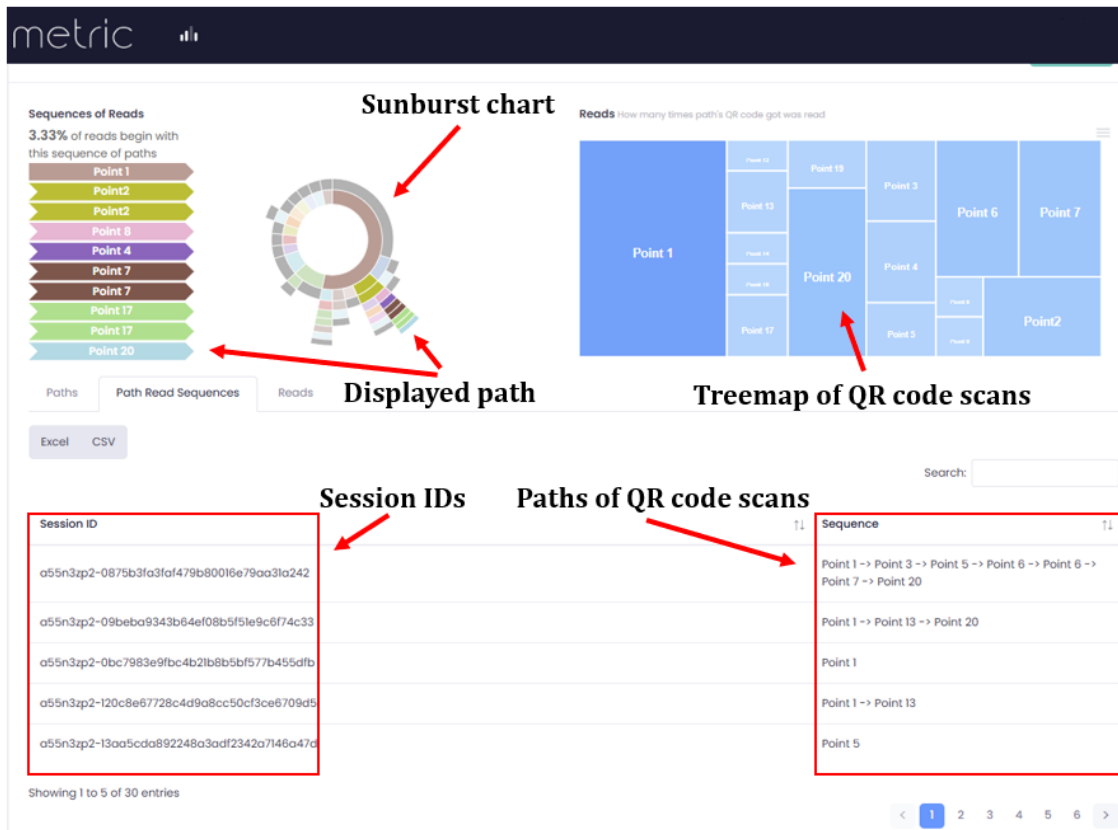 metric
Sunburst chart
Sequences of Reads
3.33% of reads begin with
this sequence of paths
Point 1
Point2
Point2
Point 8
Point 4
Point 7
Point 7
Point 17
Point 17
Point 20
Displayed path
Reads How many times path's QR code got was read
Point 1
Point 13
Point 17
Point 19
Point 20
Point 3
Point 4
Point 5
Point 6
Point 7
Point2
Treemap of QR code scans
Paths
Path Read Sequences
Reads
Excel CSV
Search:
Session IDs
Paths of QR code scans
Session ID
Sequence
a55n3zp2-0875b3fa3faf479b80016e79aa31a242
Point 1 -> Point 3 -> Point 5 -> Point 6 -> Point 6 ->
Point 7 -> Point 20
a55n3zp2-09beba9343b64ef08b5f51e9c6f74c33
Point 1 -> Point 13 -> Point 20
a55n3zp2-0bc7983e9fbc4b21b8b5bf577b455dfb
Point 1
a55n3zp2-120c8e67728c4d9a8cc50cf3ce6709d5
Point 1 -> Point 13
a55n3zp2-13aa5cda892248a3adf2342a7146a47d
Point 5
Showing 1 to 5 of 30 entries
< 1 2 3 4 5 6 >